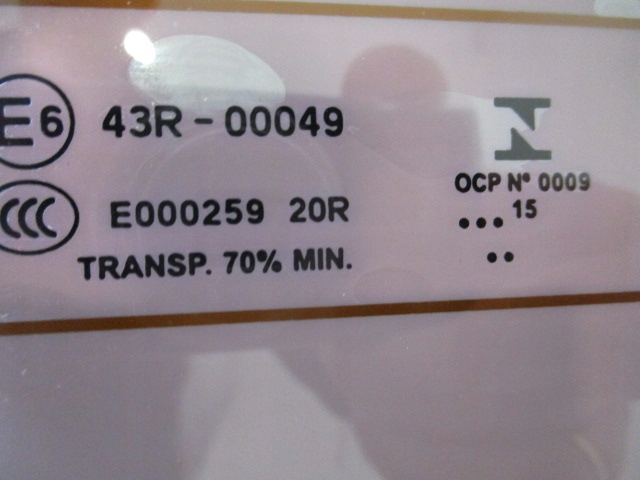 E6 43R-00049
CCC E000259 20R
TRANSP. 70% MIN.
N
OCP Nº 0009
••• 15
••